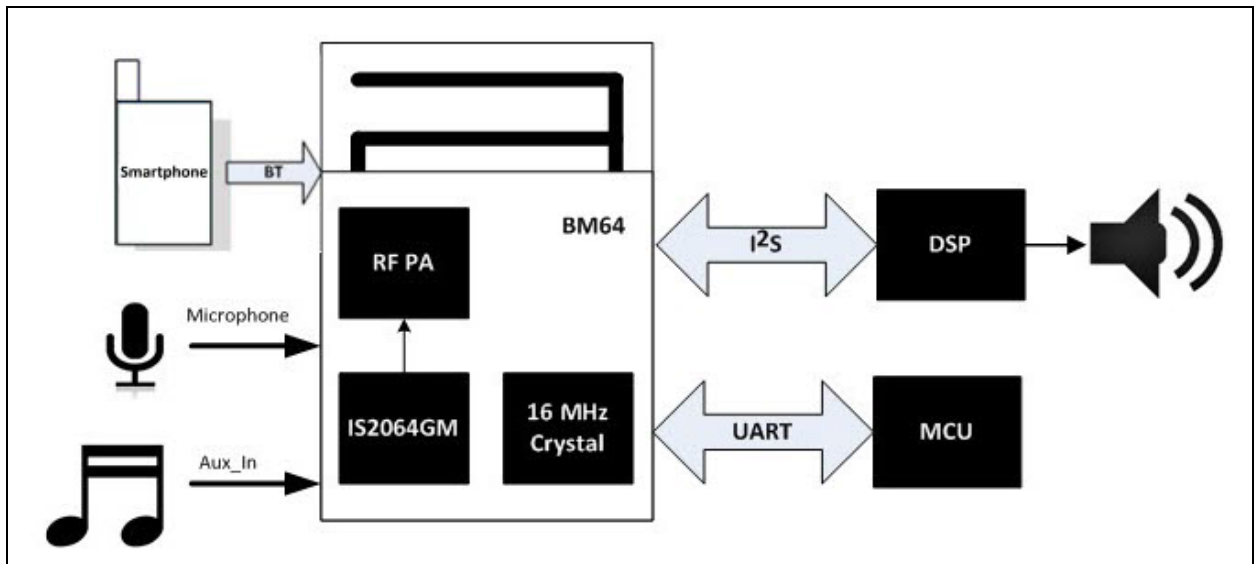 Smartphone
BT
BM64
RF PA
I²S
DSP
Microphone
IS2064GM
16 MHz
Crystal
UART
MCU
Aux_In